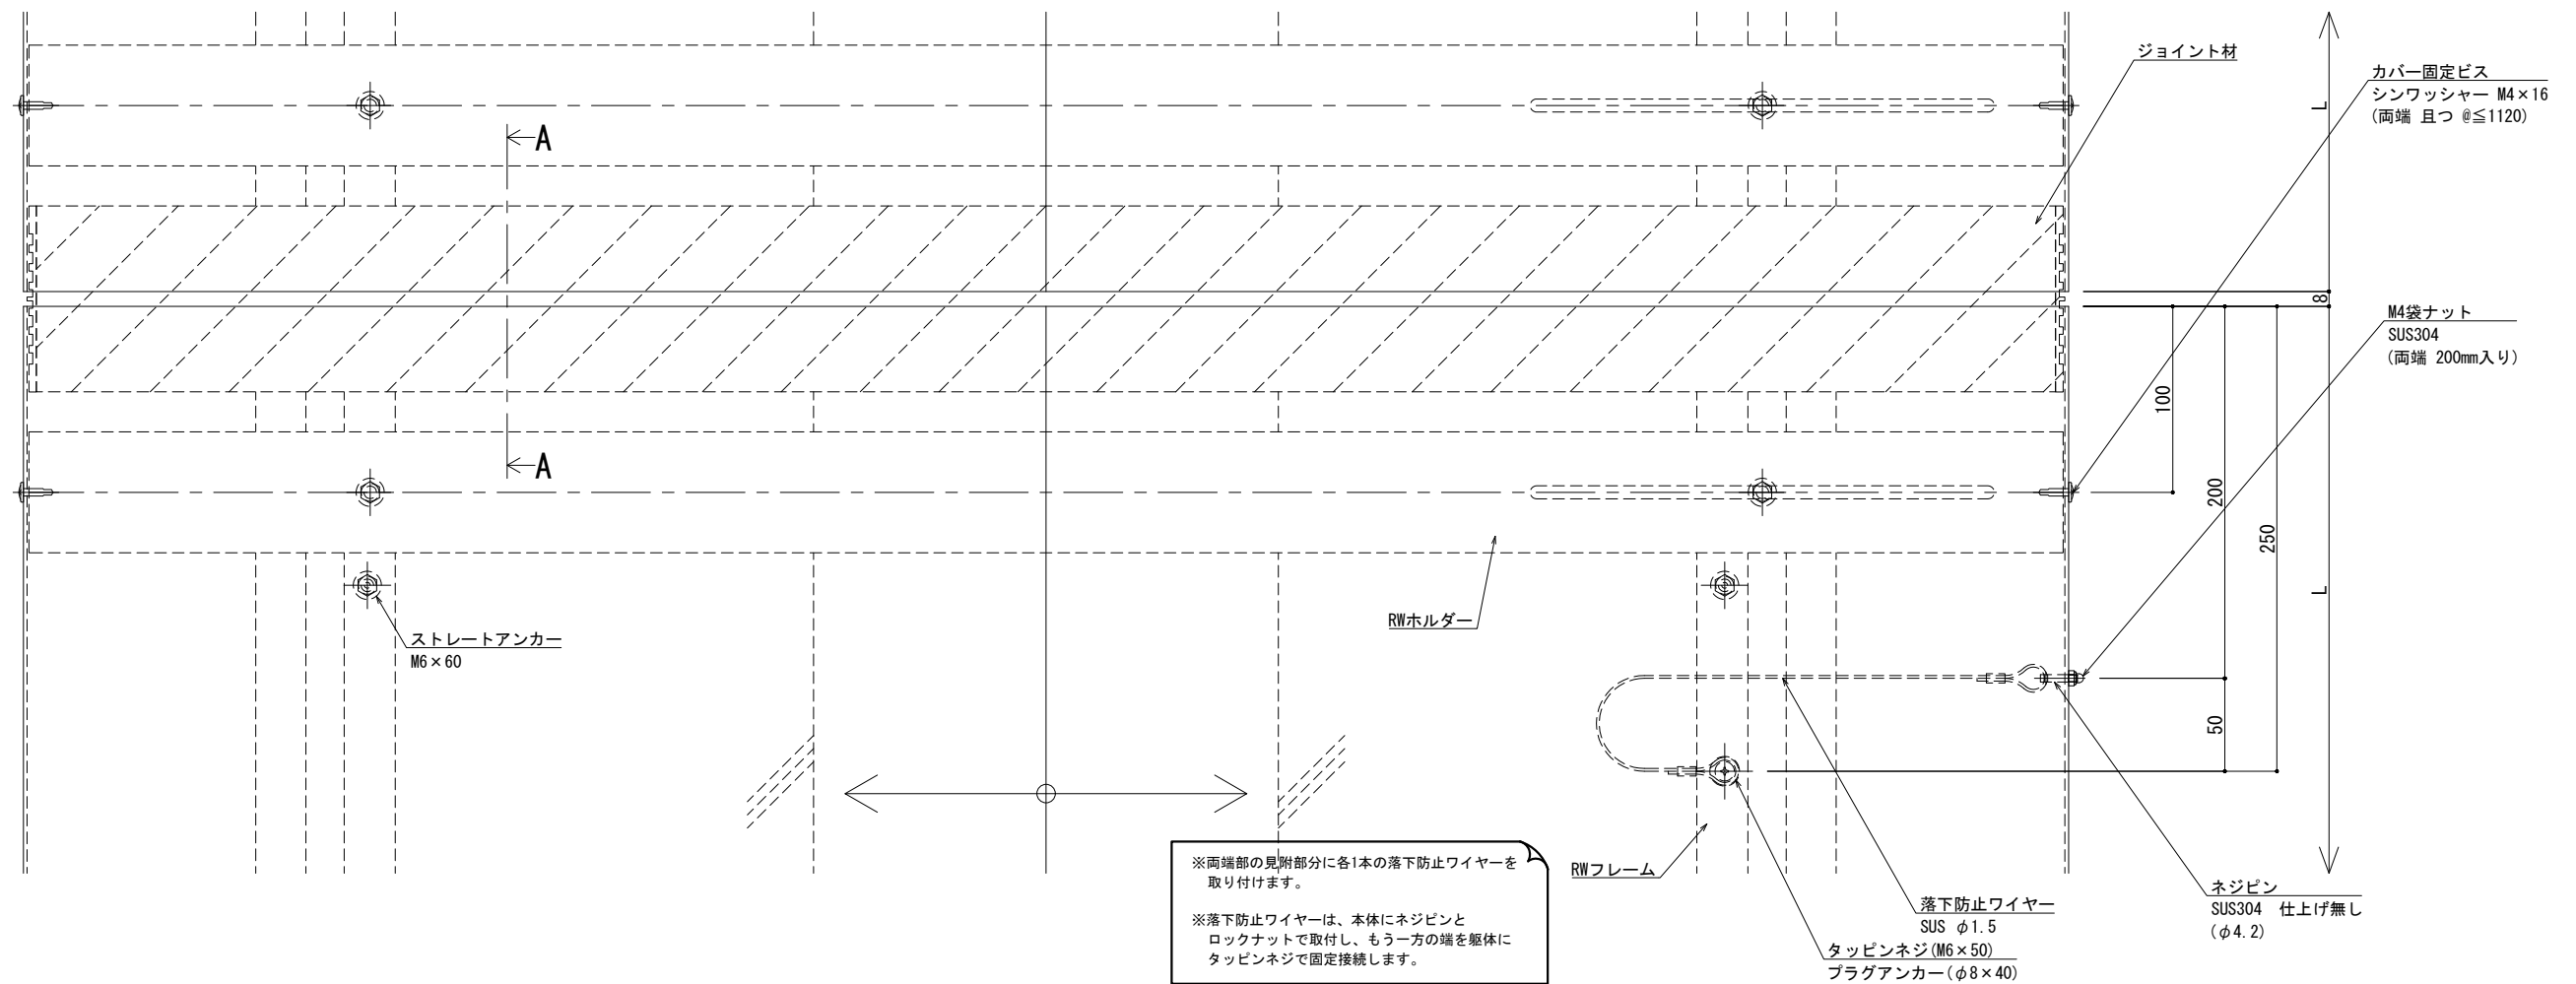 ジョイント材
カバー固定ビス
シンワッシャー M4×16
(両端 且つ @≦1120)
L
A
8
M4袋ナット
SUS304
(両端 200mm入り)
100
A
200
250
L
RWホルダー
ストレートアンカー
M6×60
50
※両端部の見附部分に各1本の落下防止ワイヤーを
取り付けます。
※落下防止ワイヤーは、本体にネジピンと
ロックナットで取付し、もう一方の端を躯体に
タッピンネジで固定接続します。
RWフレーム
落下防止ワイヤー
SUS φ1.5
タッピンネジ(M6×50)
プラグアンカー(φ8×40)
ネジピン
SUS304 仕上げ無し
(φ4.2)